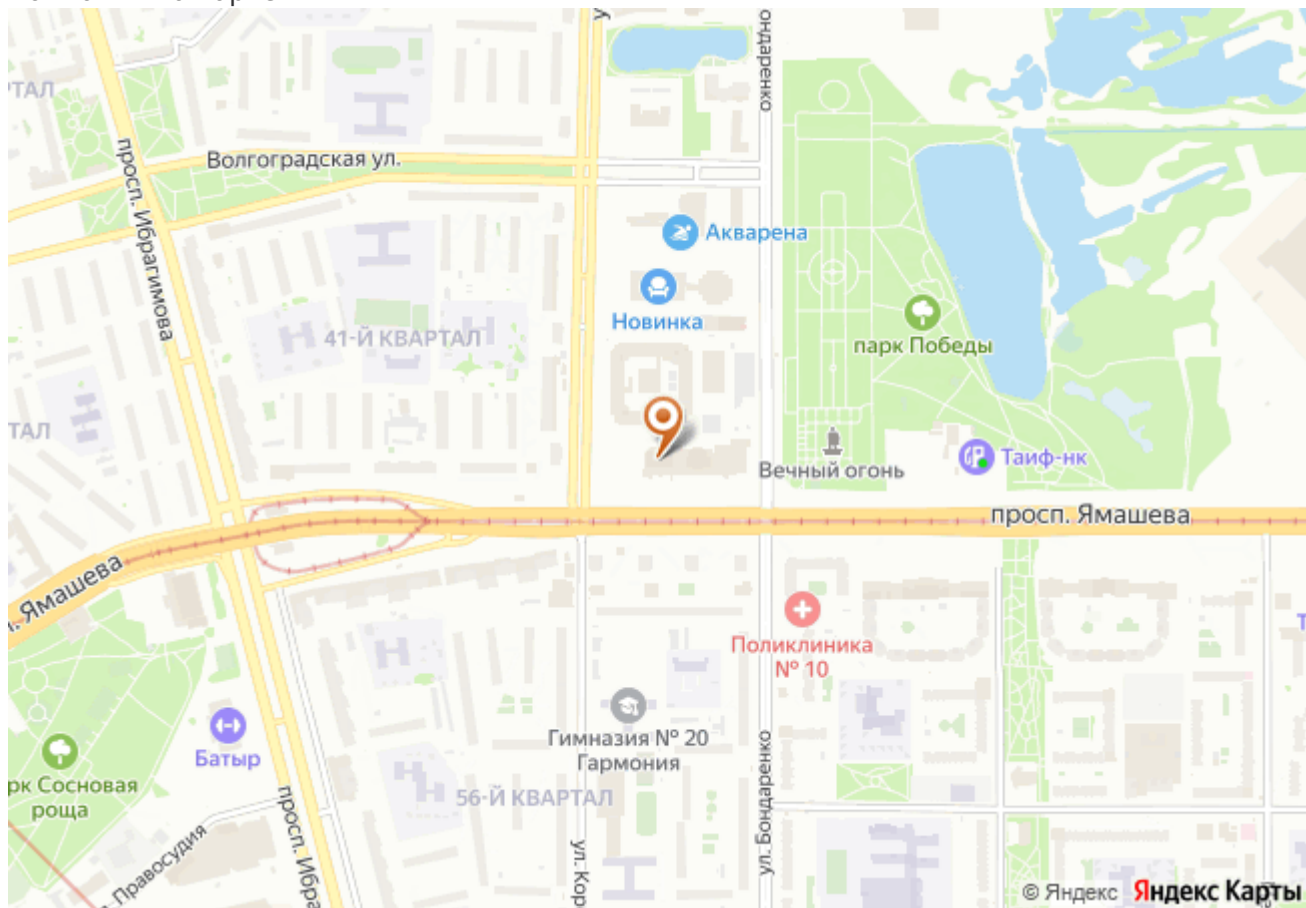 ондаренко
ТАЛ
Волгоградская ул.
просп. Ибрагимова
Акварена
Новинка
41-Й КВАРТАЛ
парк Победы
ТАЛ
Вечный огонь
Таиф-нк
просп. Ямашева
. Ямашева
Поликлиника
№ 10
Гимназия № 20
Гармония
Батыр
рк Сосновая
роща
56-Й КВАРТАЛ
ул. Бондаренко
просп. Ибра
Правосудия
ул. Кор
© Яндекс Яндекс Карты